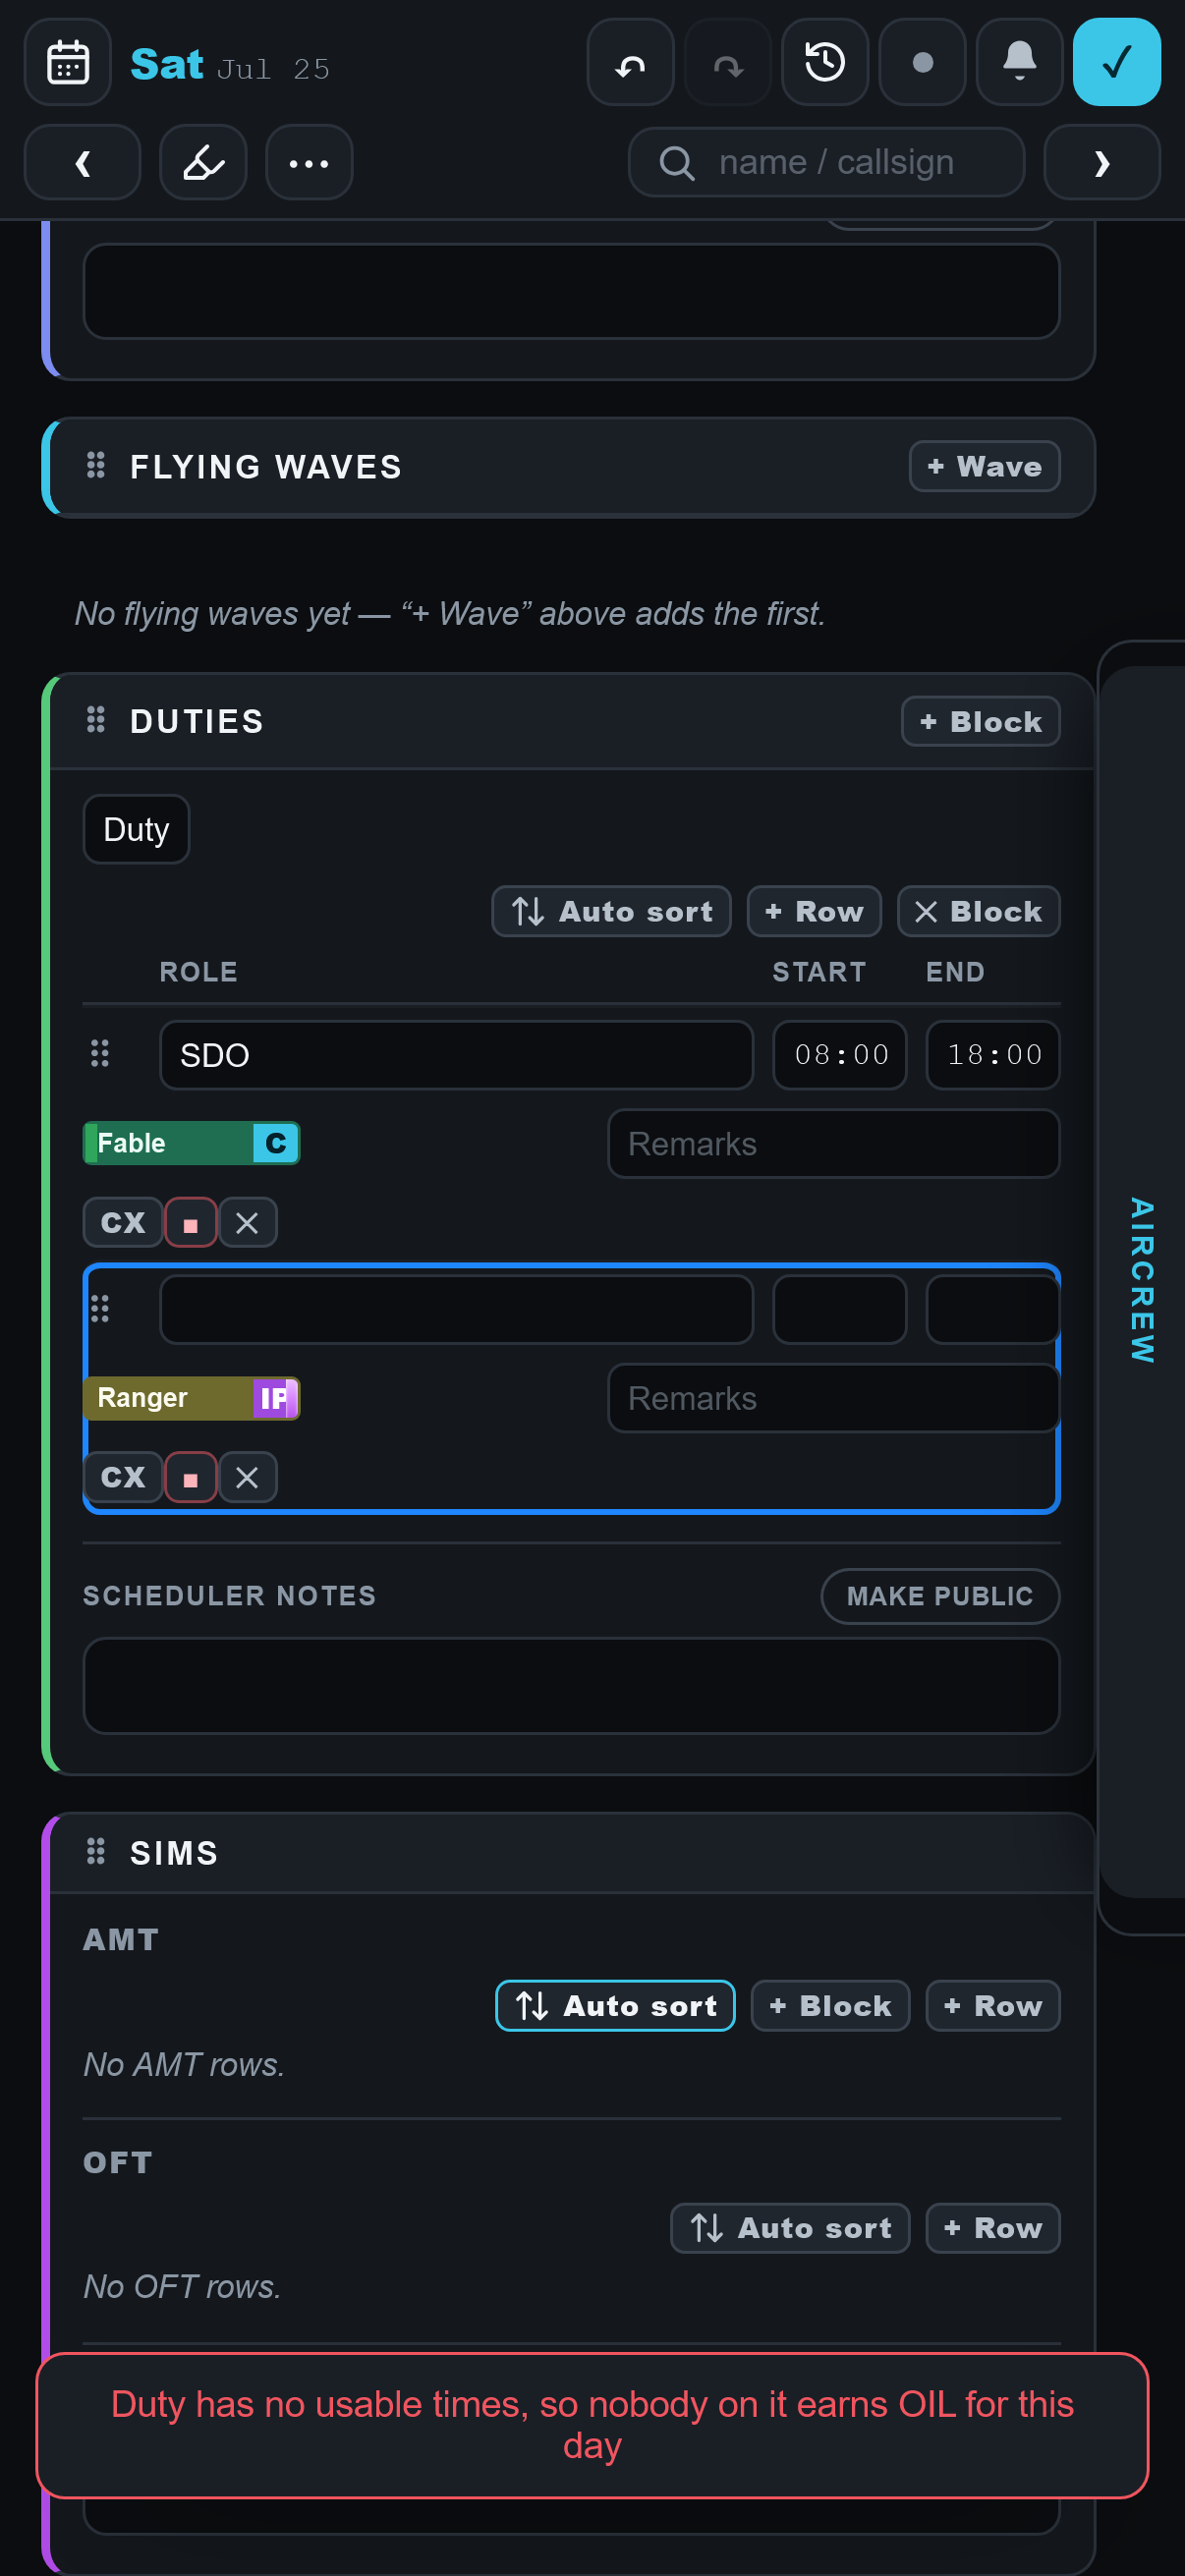 Sat Jul 25
name / callsign
FLYING WAVES
+ Wave
No flying waves yet — “+ Wave” above adds the first.
DUTIES
+ Block
Duty
Auto sort
+ Row
× Block
ROLE
START
END
SDO
08:00
18:00
Fable
C
Remarks
CX
Ranger
IP
Remarks
CX
SCHEDULER NOTES
MAKE PUBLIC
AIRCREW
SIMS
AMT
Auto sort
+ Block
+ Row
No AMT rows.
OFT
Auto sort
+ Row
No OFT rows.
Duty has no usable times, so nobody on it earns OIL for this
day